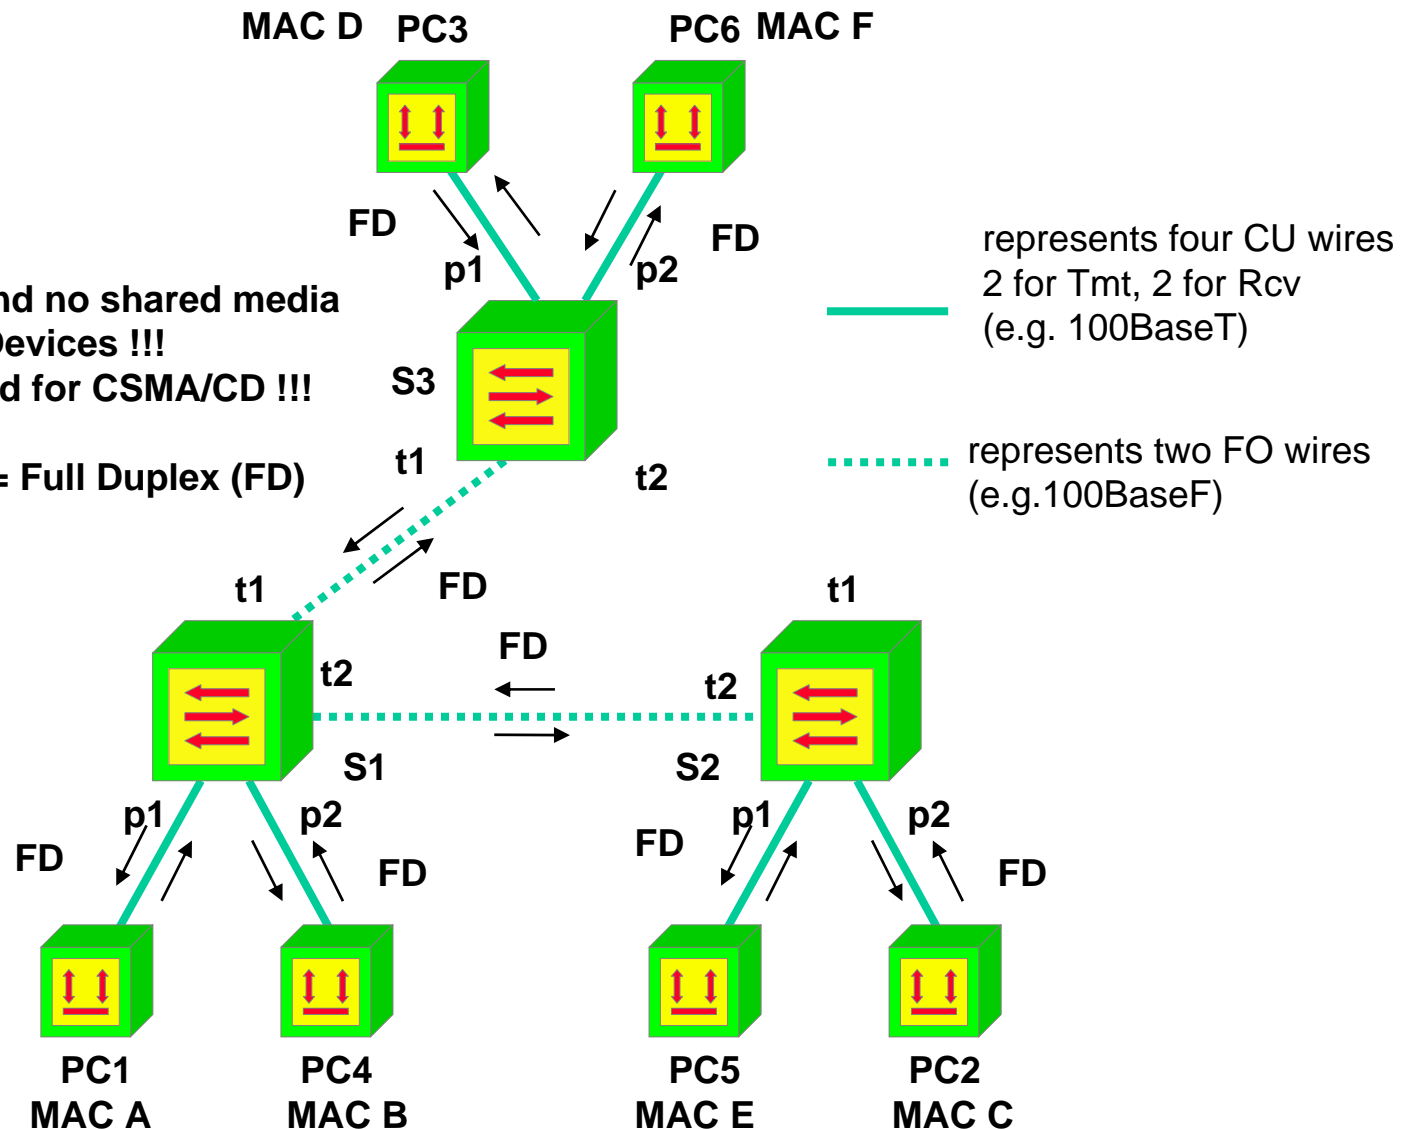 MAC D PC3
PC6 MAC F
FD
FD
p1
p2
represents four CU wires
2 for Tmt, 2 for Rcv
(e.g. 100BaseT)
no shared media
Devices !!!
for CSMA/CD !!!
= Full Duplex (FD)
S3
t1
t2
represents two FO wires
(e.g.100BaseF)
FD
t1
t1
FD
t2
t2
S1
S2
p1
p2
p1
p2
FD
FD
FD
FD
PC1
MAC A
PC4
MAC B
PC5
MAC E
PC2
MAC C